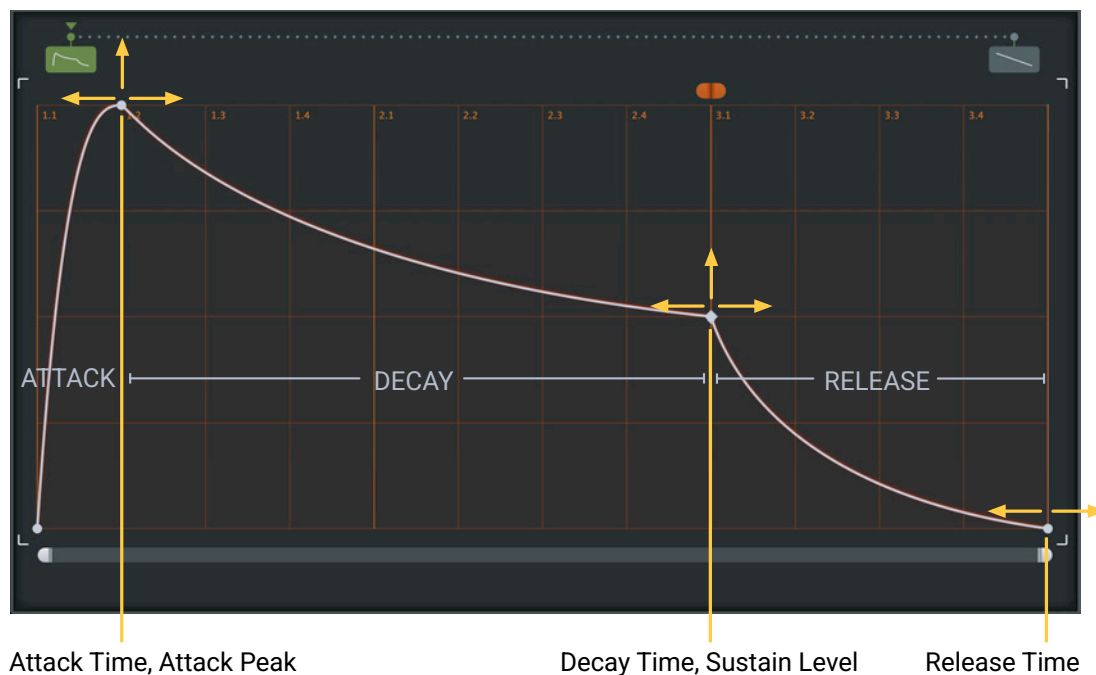 1.1 1.2 1.3 1.4 2.1 2.2 2.3 2.4 3.1 3.2 3.3 3.4
ATTACK DECAY RELEASE
Attack Time, Attack Peak Decay Time, Sustain Level Release Time